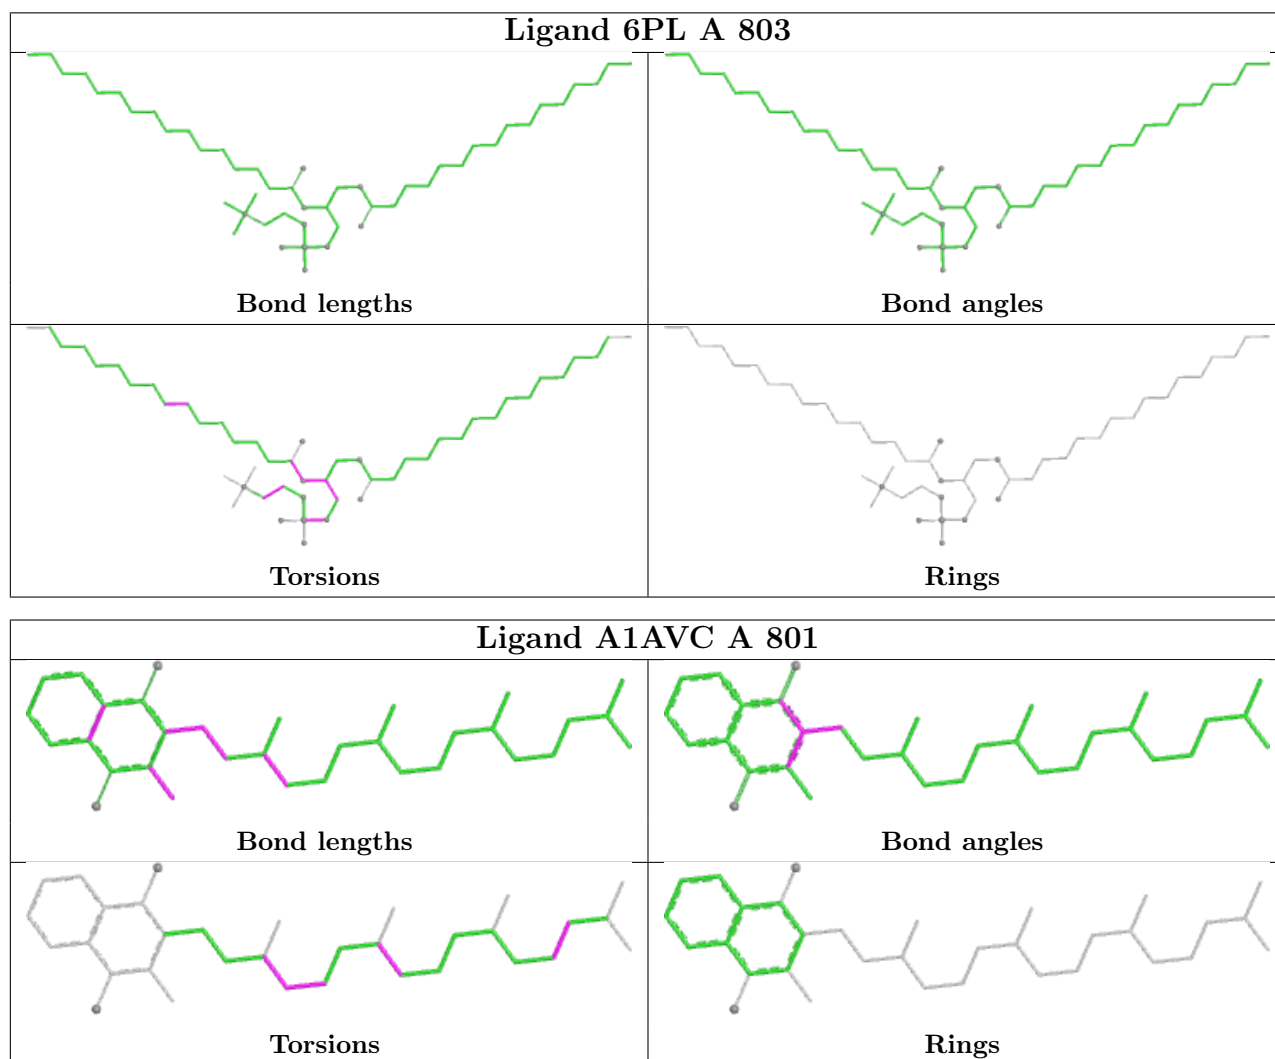 Ligand 6PL A 803
Bond lengths
Bond angles
Torsions
Rings
Ligand A1AVC A 801
Bond lengths
Bond angles
Torsions
Rings